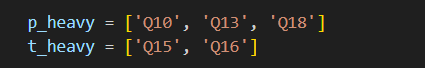 p_heavy = ['Q10', 'Q13', 'Q18']
t_heavy = ['Q15', 'Q16']